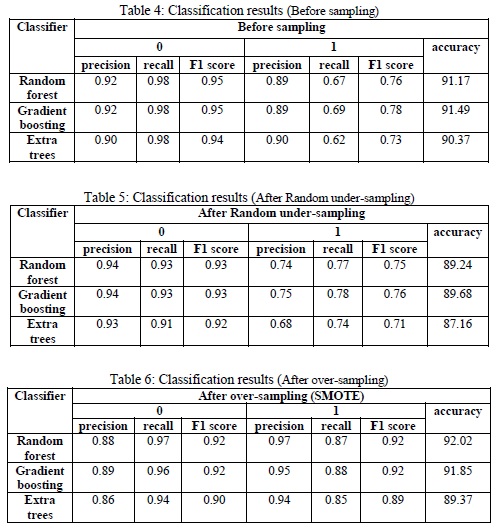 Table 4: Classification results (Before sampling)
Classifier Before sampling
0 1 accuracy
precision recall F1 score precision recall F1 score
Random forest 0.92 0.98 0.95 0.89 0.67 0.76 91.17
Gradient boosting 0.92 0.98 0.95 0.89 0.69 0.78 91.49
Extra trees 0.90 0.98 0.94 0.90 0.62 0.73 90.37
Table 5: Classification results (After Random under-sampling)
Classifier After Random under-sampling
0 1 accuracy
precision recall F1 score precision recall F1 score
Random forest 0.94 0.93 0.93 0.74 0.77 0.75 89.24
Gradient boosting 0.94 0.93 0.93 0.75 0.78 0.76 89.68
Extra trees 0.93 0.91 0.92 0.68 0.74 0.71 87.16
Table 6: Classification results (After over-sampling)
Classifier After over-sampling (SMOTE)
0 1 accuracy
precision recall F1 score precision recall F1 score
Random forest 0.88 0.97 0.92 0.97 0.87 0.92 92.02
Gradient boosting 0.89 0.96 0.92 0.95 0.88 0.92 91.85
Extra trees 0.86 0.94 0.90 0.94 0.85 0.89 89.37